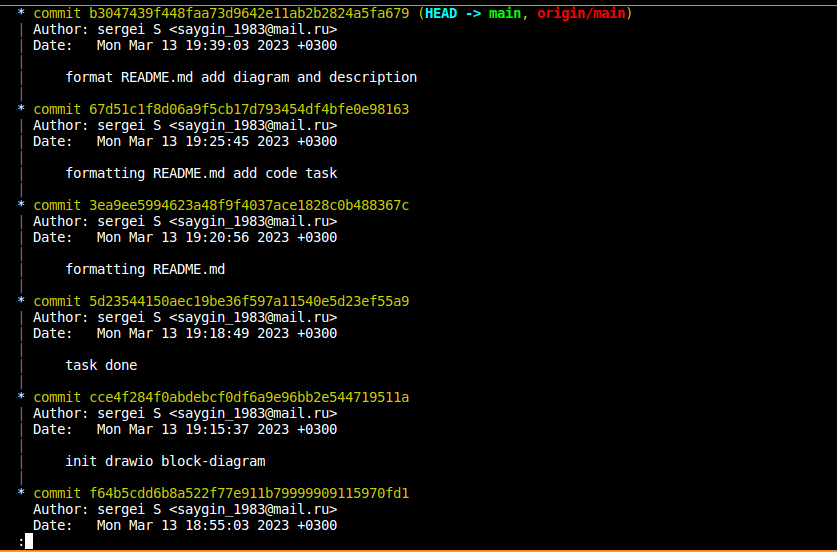 * commit b3047439f448faa73d9642e11ab2b2824a5fa679 (HEAD -> main, origin/main)
| Author: sergei S <saygin_1983@mail.ru>
| Date:   Mon Mar 13 19:39:03 2023 +0300
|
|     format README.md add diagram and description
|
* commit 67d51c1f8d06a9f5cb17d793454df4bfe0e98163
| Author: sergei S <saygin_1983@mail.ru>
| Date:   Mon Mar 13 19:25:45 2023 +0300
|
|     formatting README.md add code task
|
* commit 3ea9ee5994623a48f9f4037ace1828c0b488367c
| Author: sergei S <saygin_1983@mail.ru>
| Date:   Mon Mar 13 19:20:56 2023 +0300
|
|     formatting README.md
|
* commit 5d23544150aec19be36f597a11540e5d23ef55a9
| Author: sergei S <saygin_1983@mail.ru>
| Date:   Mon Mar 13 19:18:49 2023 +0300
|
|     task done
|
* commit cce4f284f0abdebcf0df6a9e96bb2e544719511a
| Author: sergei S <saygin_1983@mail.ru>
| Date:   Mon Mar 13 19:15:37 2023 +0300
|
|     init drawio block-diagram
|
* commit f64b5cdd6b8a522f77e911b79999909115970fd1
  Author: sergei S <saygin_1983@mail.ru>
  Date:   Mon Mar 13 18:55:03 2023 +0300
: